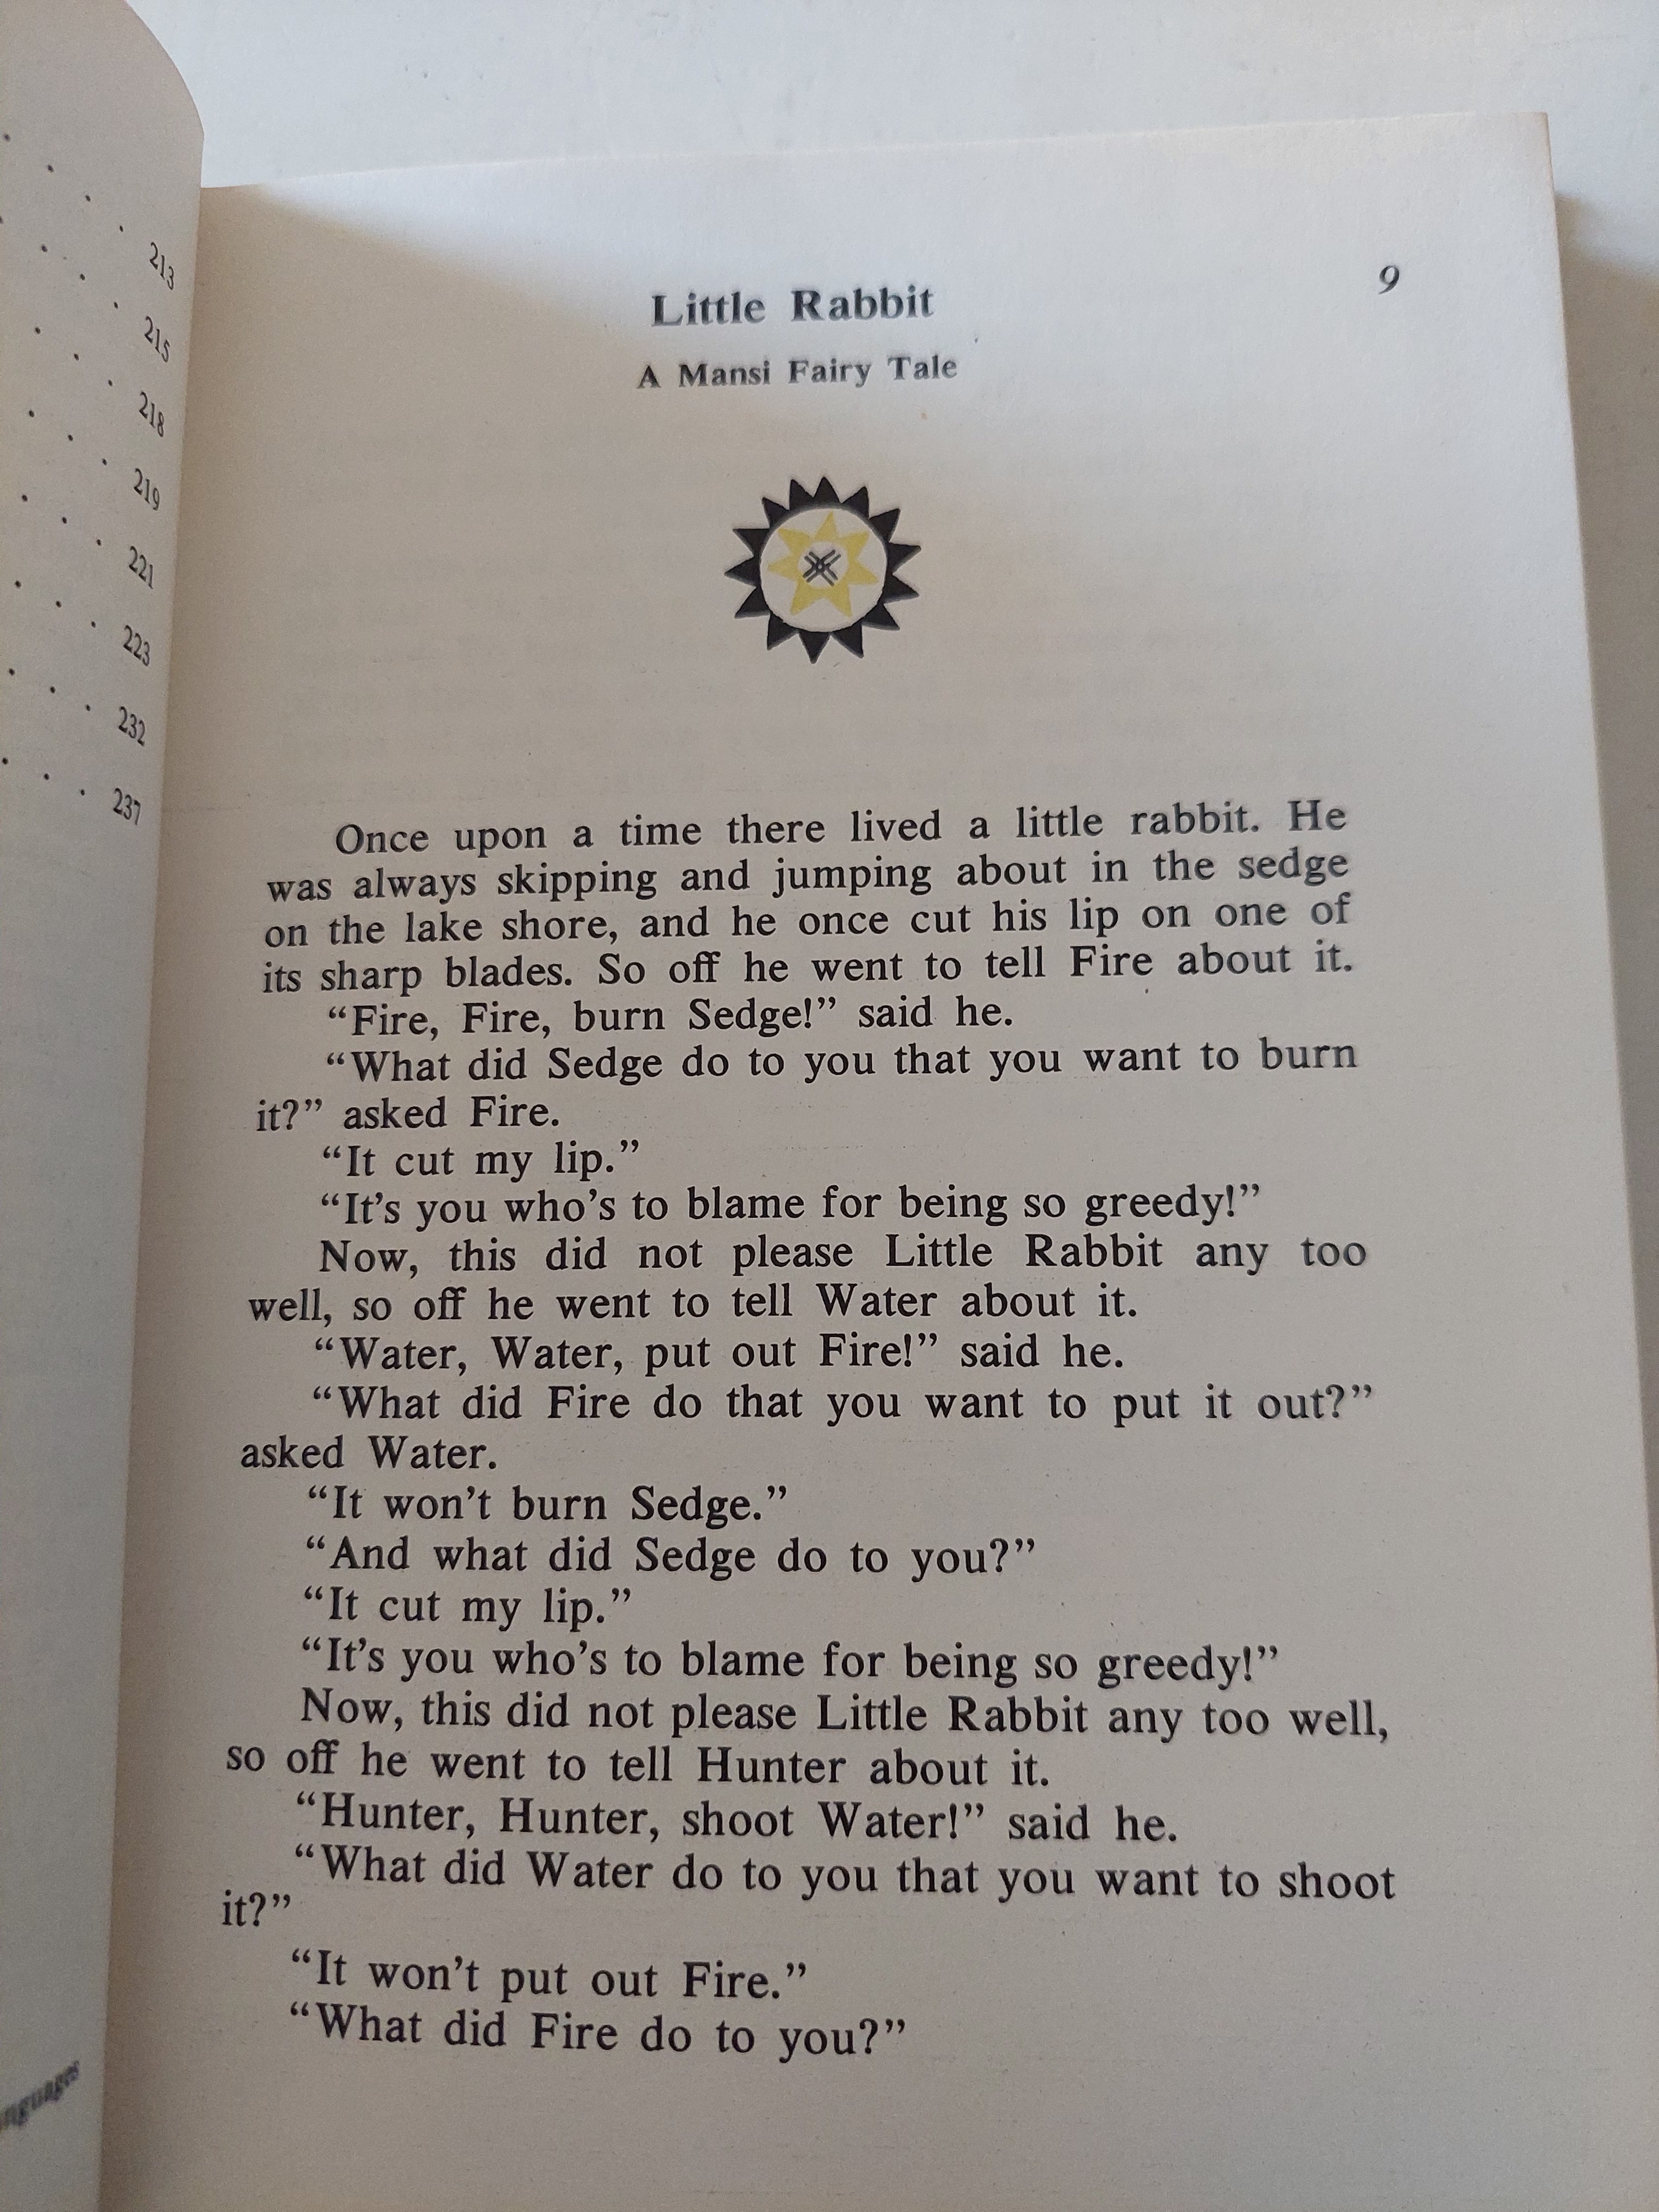 213
215
218
219
221
223
232
237
nguages
9
Little Rabbit
A Mansi Fairy Tale
Once upon a time there lived a little rabbit. He
was always skipping and jumping about in the sedge
on the lake shore, and he once cut his lip on one of
its sharp blades. So off he went to tell Fire about it.
“Fire, Fire, burn Sedge!” said he.
“What did Sedge do to you that you want to burn
it?” asked Fire.
“It cut my lip.”
“It’s you who’s to blame for being so greedy!”
Now, this did not please Little Rabbit any too
well, so off he went to tell Water about it.
“Water, Water, put out Fire!” said he.
“What did Fire do that you want to put it out?”
asked Water.
“It won’t burn Sedge.”
“And what did Sedge do to you?”
“It cut my lip.”
“It’s you who’s to blame for being so greedy!”
Now, this did not please Little Rabbit any too well,
so off he went to tell Hunter about it.
“Hunter, Hunter, shoot Water!” said he.
“What did Water do to you that you want to shoot
it?”
“It won’t put out Fire.”
“What did Fire do to you?”